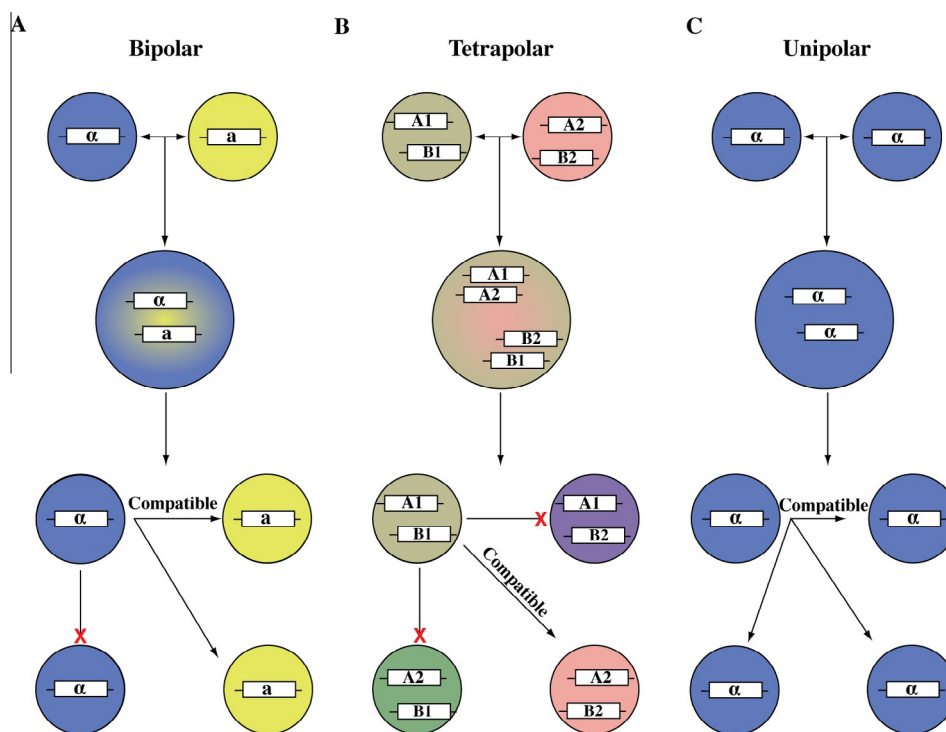 A
Bipolar
α
a
α
a
α
Compatible
a
X
α
a
B
Tetrapolar
A1
B1
A2
B2
A1
A2
B2
B1
A1
B1
X
A1
B2
Compatible
X
A2
B1
A2
B2
C
Unipolar
α
α
α
α
α
Compatible
α
α
α